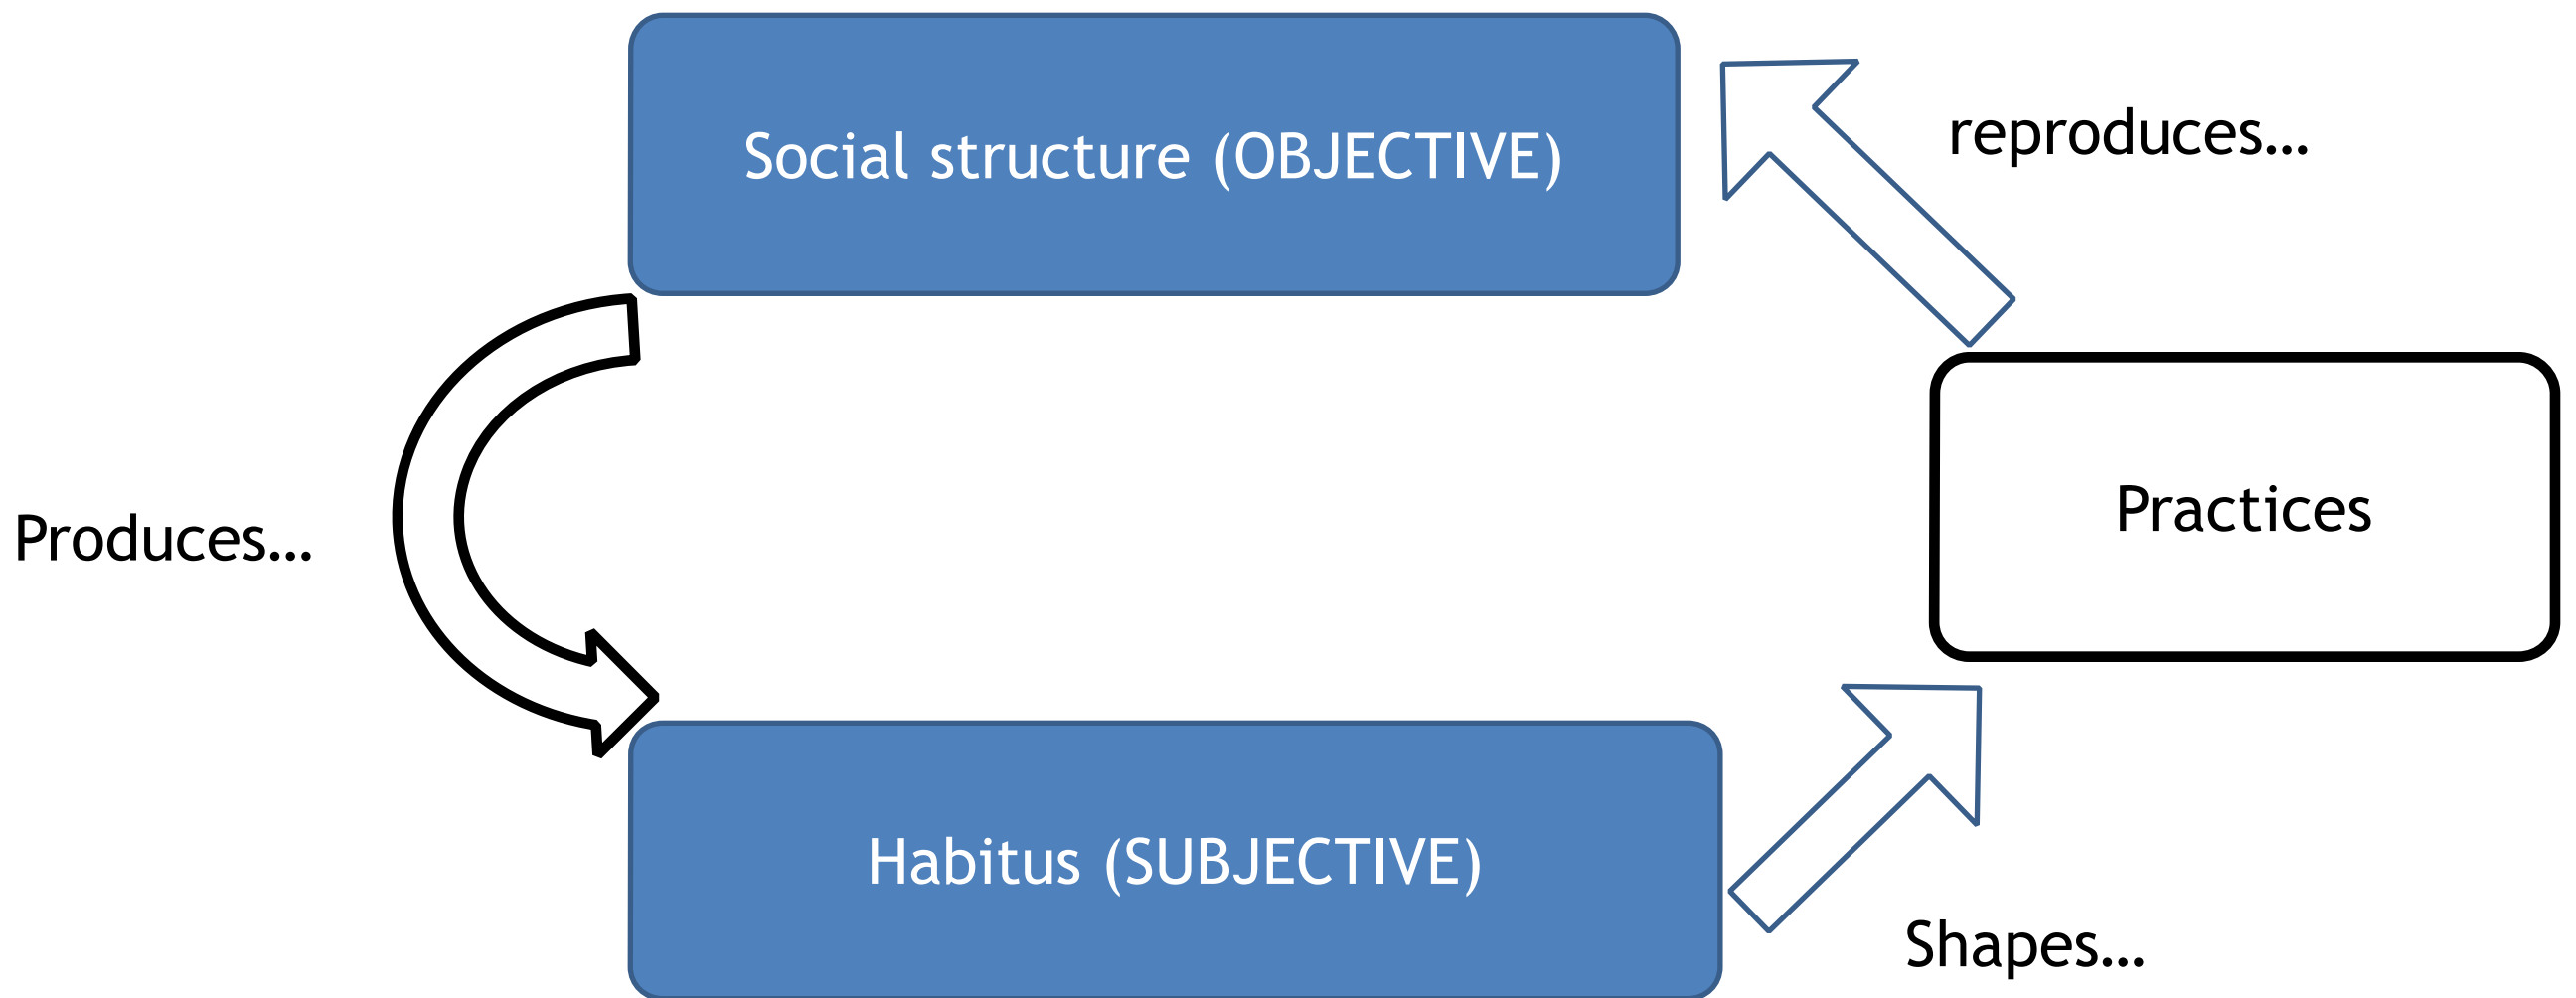 Social structure (OBJECTIVE)
reproduces…
Practices
Produces…
Habitus (SUBJECTIVE)
Shapes…